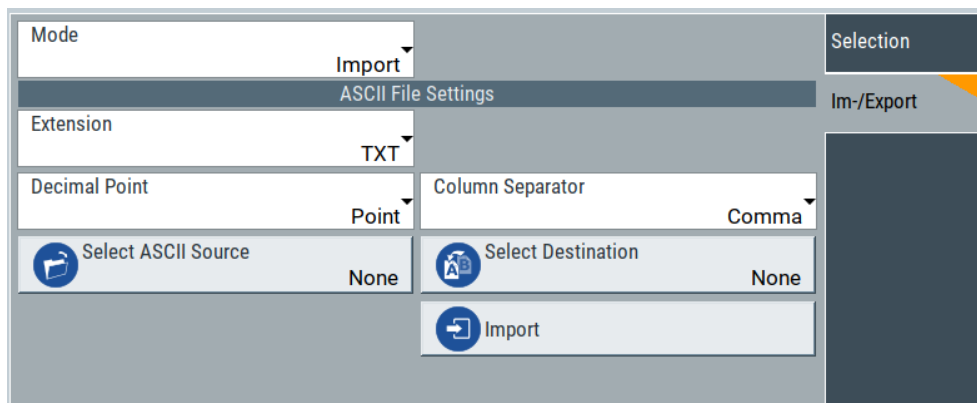 Mode
Import
Selection
ASCII File Settings
Im-/Export
Extension
TXT
Decimal Point
Point
Column Separator
Comma
Select ASCII Source
None
A B
Select Destination
None
Import